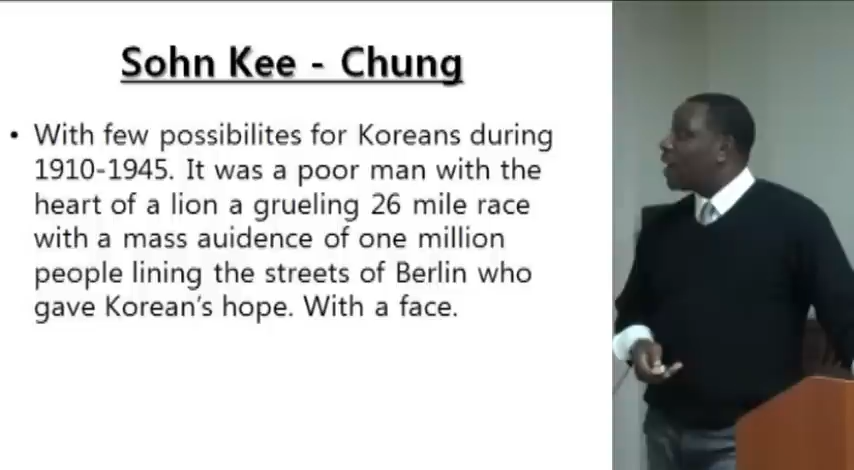 Sohn Kee - Chung
• With few possibilites for Koreans during
1910-1945. It was a poor man with the
heart of a lion a grueling 26 mile race
with a mass auidence of one million
people lining the streets of Berlin who
gave Korean's hope. With a face.